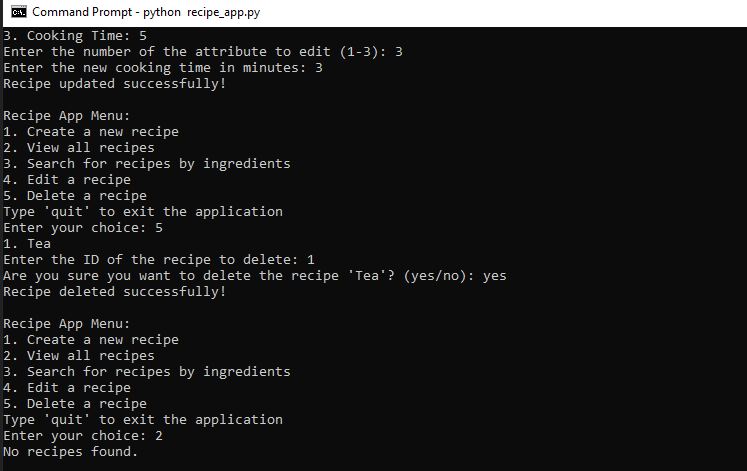 Command Prompt - python recipe_app.py
3. Cooking Time: 5
Enter the number of the attribute to edit (1-3): 3
Enter the new cooking time in minutes: 3
Recipe updated successfully!
Recipe App Menu:
1. Create a new recipe
2. View all recipes
3. Search for recipes by ingredients
4. Edit a recipe
5. Delete a recipe
Type 'quit' to exit the application
Enter your choice: 5
1. Tea
Enter the ID of the recipe to delete: 1
Are you sure you want to delete the recipe 'Tea'? (yes/no): yes
Recipe deleted successfully!
Recipe App Menu:
1. Create a new recipe
2. View all recipes
3. Search for recipes by ingredients
4. Edit a recipe
5. Delete a recipe
Type 'quit' to exit the application
Enter your choice: 2
No recipes found.